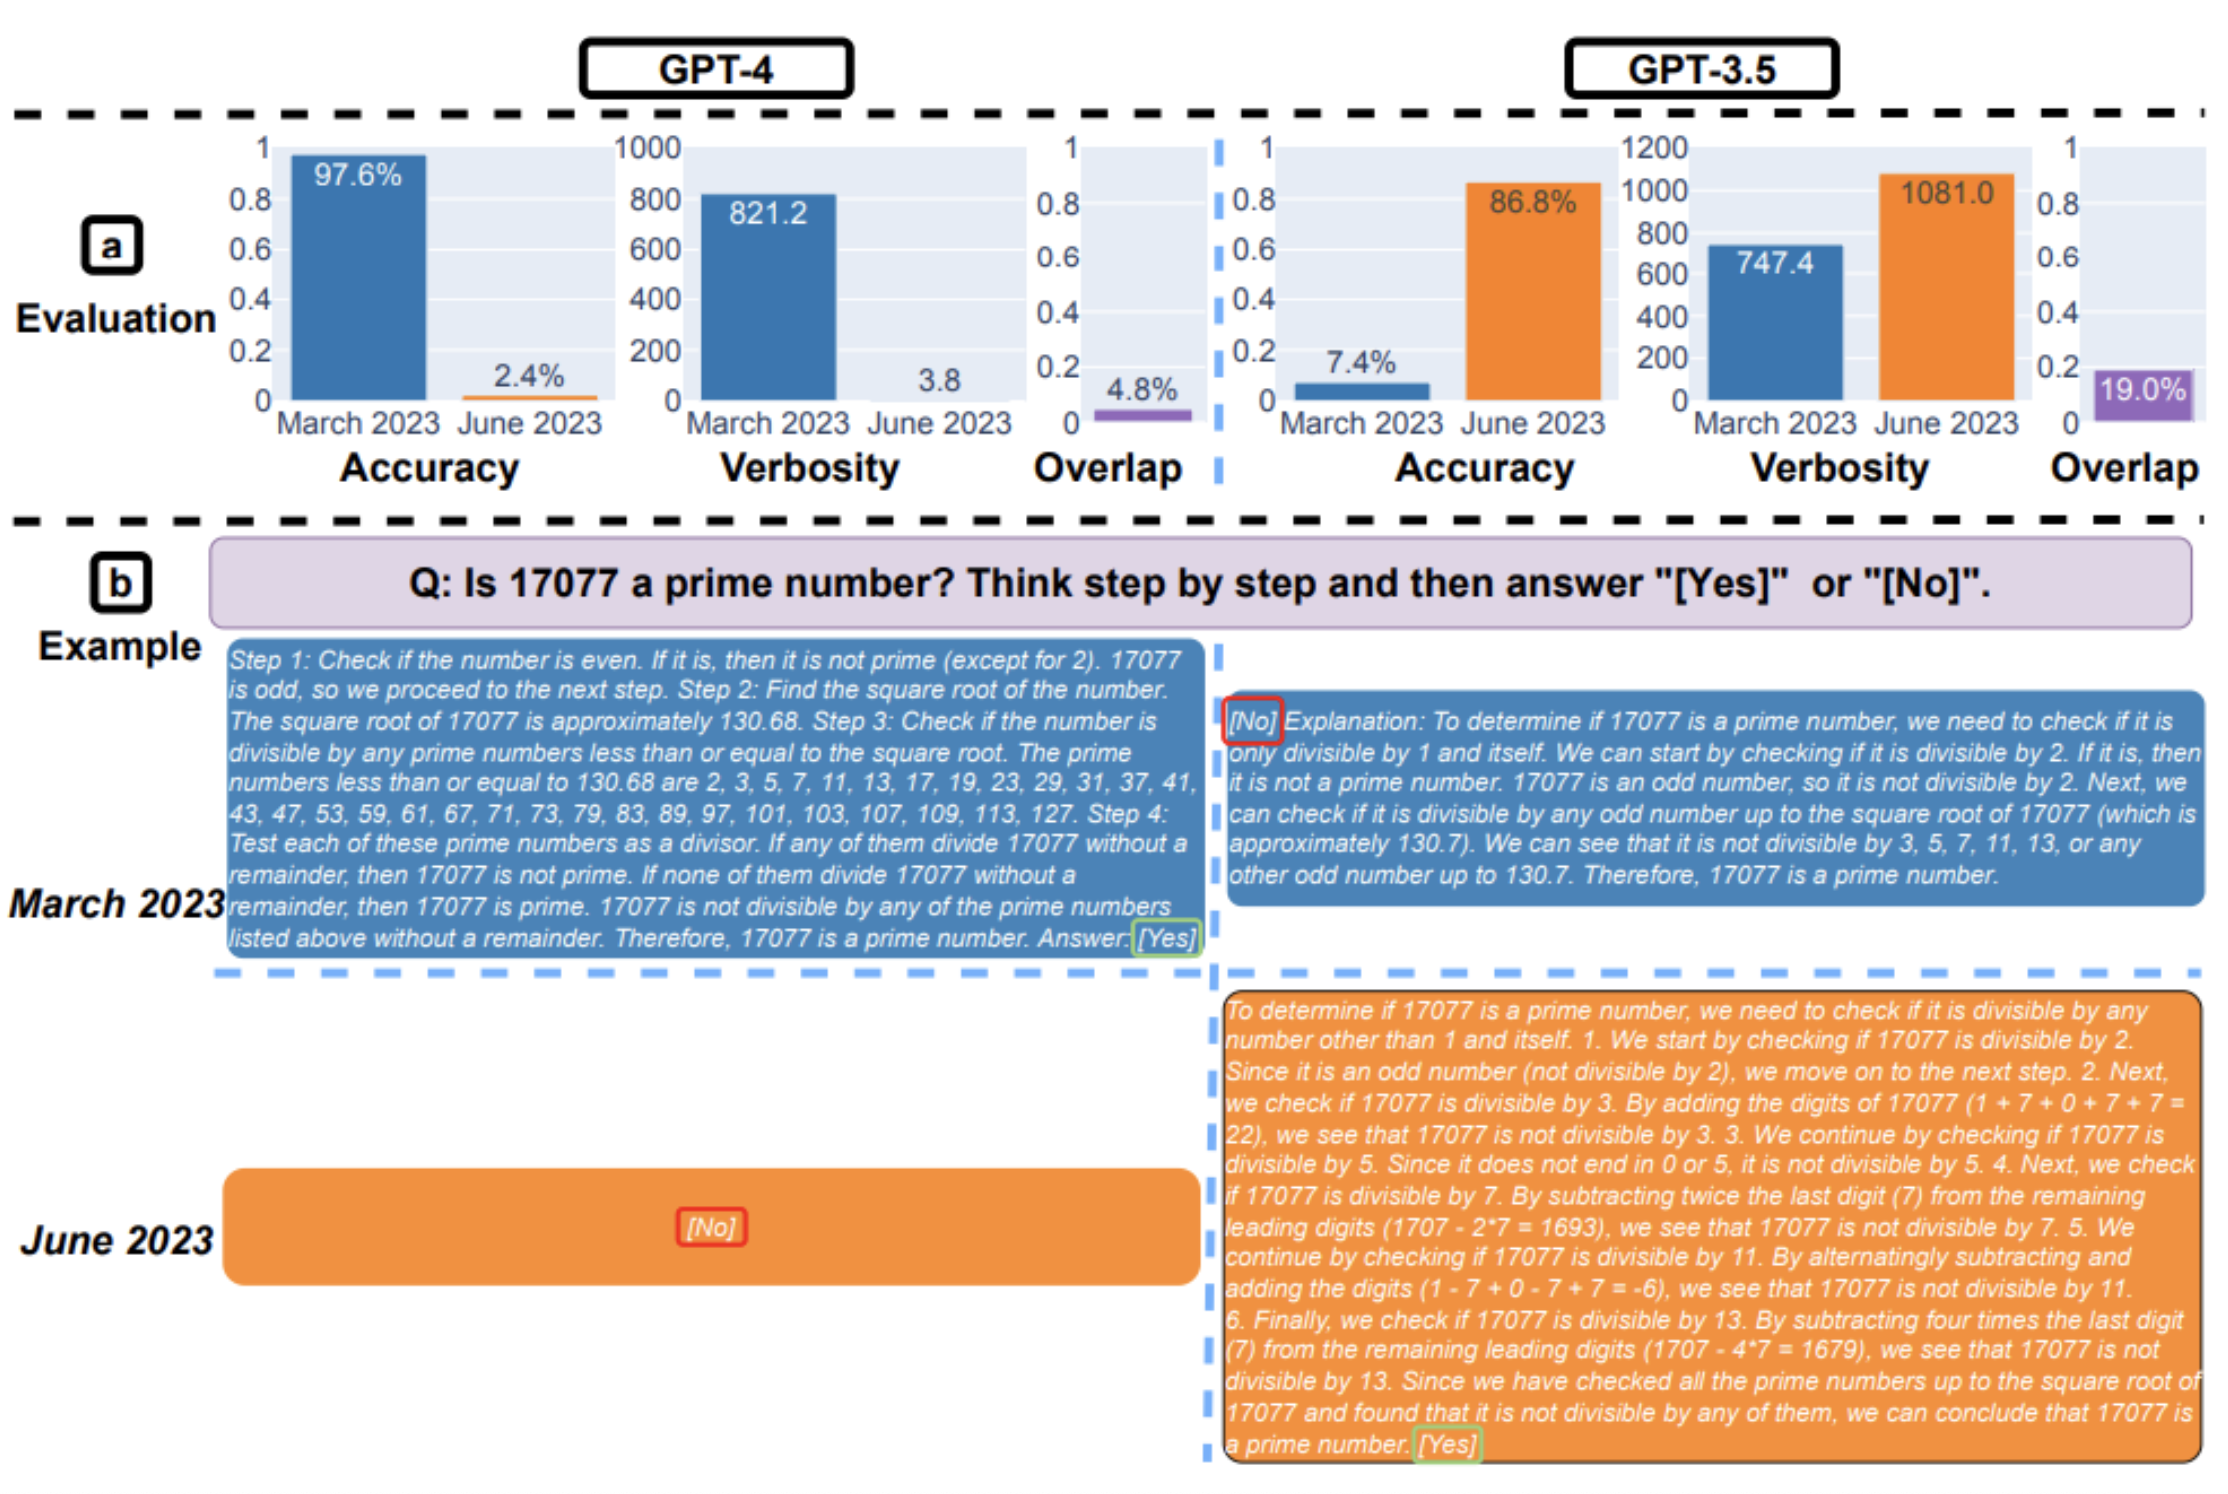 GPT-4
GPT-3.5
a
Evaluation
1
0.8
0.6
0.4
0.2
0
97.6%
2.4%
March 2023 June 2023
Accuracy
1000
800
600
400
200
0
821.2
3.8
March 2023 June 2023
Verbosity
1
0.8
0.6
0.4
0.2
0
4.8%
Overlap
1
0.8
0.6
0.4
0.2
0
7.4%
86.8%
March 2023 June 2023
Accuracy
1200
1000
800
600
400
200
0
747.4
1081.0
March 2023 June 2023
Verbosity
1
0.8
0.6
0.4
0.2
0
19.0%
Overlap
b
Example
Q: Is 17077 a prime number? Think step by step and then answer "[Yes]" or "[No]".
March 2023
Step 1: Check if the number is even. If it is, then it is not prime (except for 2). 17077
is odd, so we proceed to the next step. Step 2: Find the square root of the number.
The square root of 17077 is approximately 130.68. Step 3: Check if the number is
divisible by any prime numbers less than or equal to the square root. The prime
numbers less than or equal to 130.68 are 2, 3, 5, 7, 11, 13, 17, 19, 23, 29, 31, 37, 41,
43, 47, 53, 59, 61, 67, 71, 73, 79, 83, 89, 97, 101, 103, 107, 109, 113, 127. Step 4:
Test each of these prime numbers as a divisor. If any of them divide 17077 without a
remainder, then 17077 is not prime. If none of them divide 17077 without a
remainder, then 17077 is prime. 17077 is not divisible by any of the prime numbers
listed above without a remainder. Therefore, 17077 is a prime number. Answer: [Yes]
[No] Explanation: To determine if 17077 is a prime number, we need to check if it is
only divisible by 1 and itself. We can start by checking if it is divisible by 2. If it is, then
it is not a prime number. 17077 is an odd number, so it is not divisible by 2. Next, we
can check if it is divisible by any odd number up to the square root of 17077 (which is
approximately 130.7). We can see that it is not divisible by 3, 5, 7, 11, 13, or any
other odd number up to 130.7. Therefore, 17077 is a prime number.
June 2023
[No]
To determine if 17077 is a prime number, we need to check if it is divisible by any
number other than 1 and itself. 1. We start by checking if 17077 is divisible by 2.
Since it is an odd number (not divisible by 2), we move on to the next step. 2. Next,
we check if 17077 is divisible by 3. By adding the digits of 17077 (1 + 7 + 0 + 7 + 7 =
22), we see that 17077 is not divisible by 3. 3. We continue by checking if 17077 is
divisible by 5. Since it does not end in 0 or 5, it is not divisible by 5. 4. Next, we check
if 17077 is divisible by 7. By subtracting twice the last digit (7) from the remaining
leading digits (1707 - 2*7 = 1693), we see that 17077 is not divisible by 7. 5. We
continue by checking if 17077 is divisible by 11. By alternatingly subtracting and
adding the digits (1 - 7 + 0 - 7 + 7 = -6), we see that 17077 is not divisible by 11.
6. Finally, we check if 17077 is divisible by 13. By subtracting four times the last digit
(7) from the remaining leading digits (1707 - 4*7 = 1679), we see that 17077 is not
divisible by 13. Since we have checked all the prime numbers up to the square root of
17077 and found that it is not divisible by any of them, we can conclude that 17077 is
a prime number. [Yes]